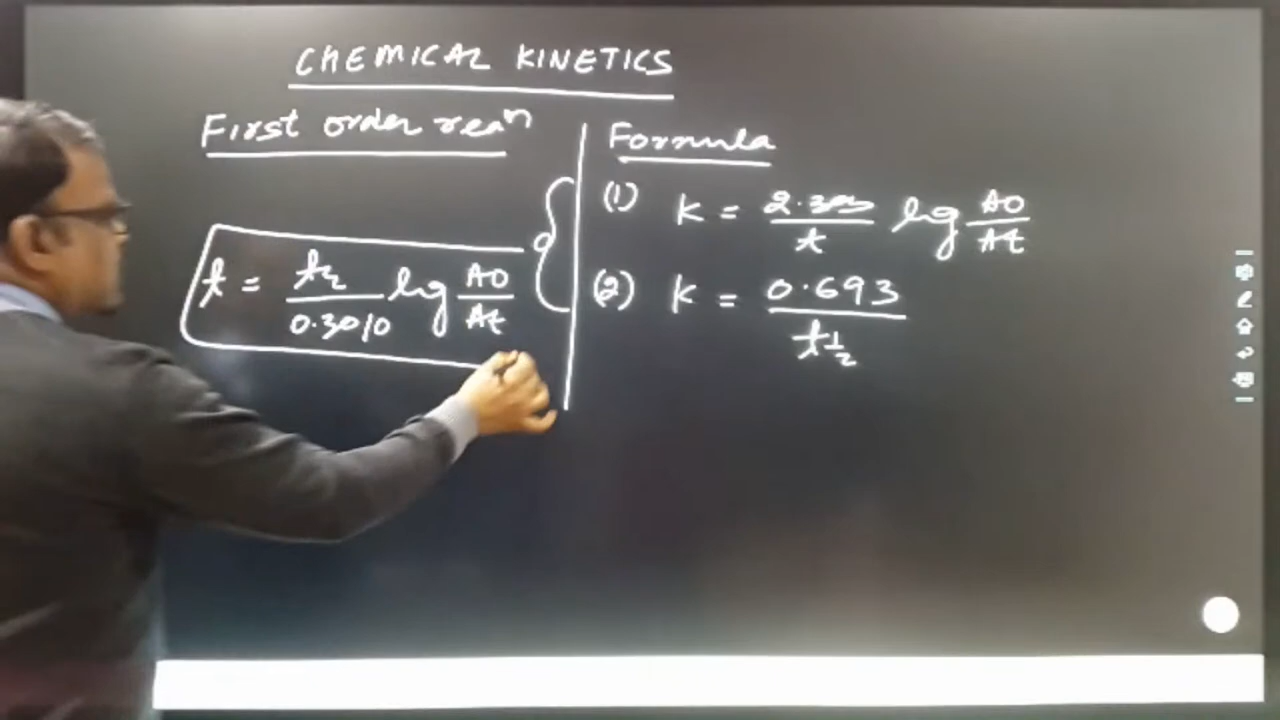 CHEMICAL KINETICS
First order reaⁿ
t = t½ / 0.3010 log A0 / At
Formula
(1) K = 2.303 / t log A0 / At
(2) K = 0.693 / t½